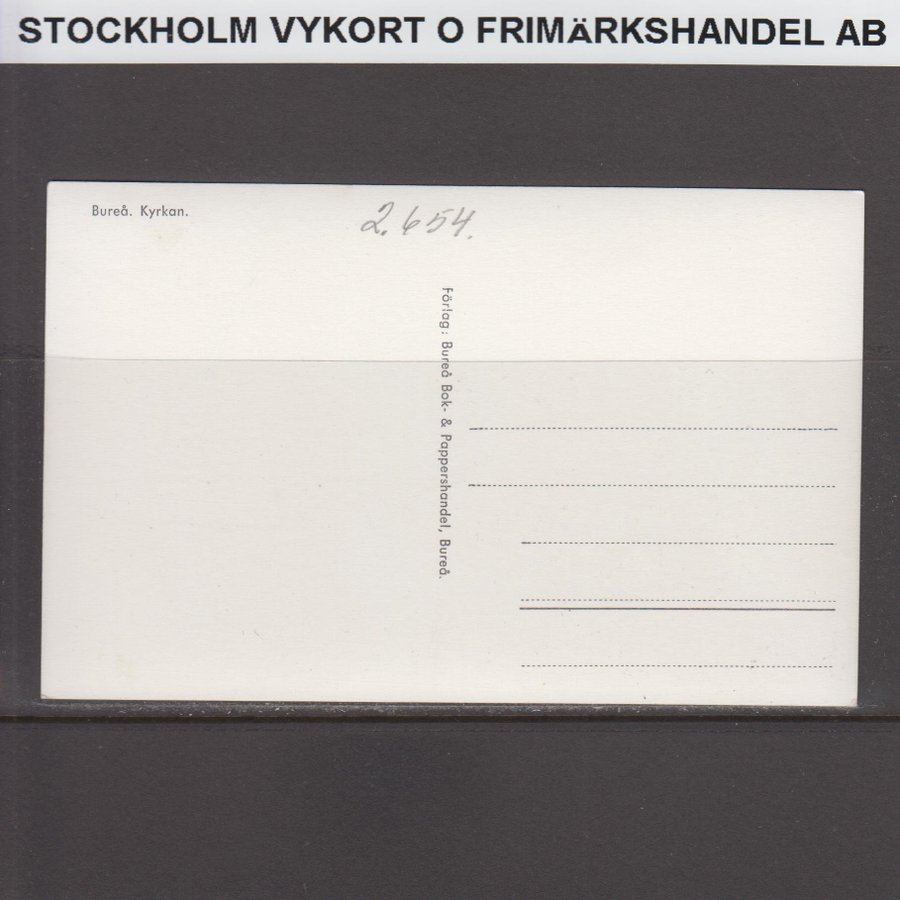 STOCKHOLM VYKORT O FRIMÄRKSHANDEL AB
Bureå. Kyrkan.
2.654.
Förlag: Bureå Bok- & Pappershandel, Bureå.